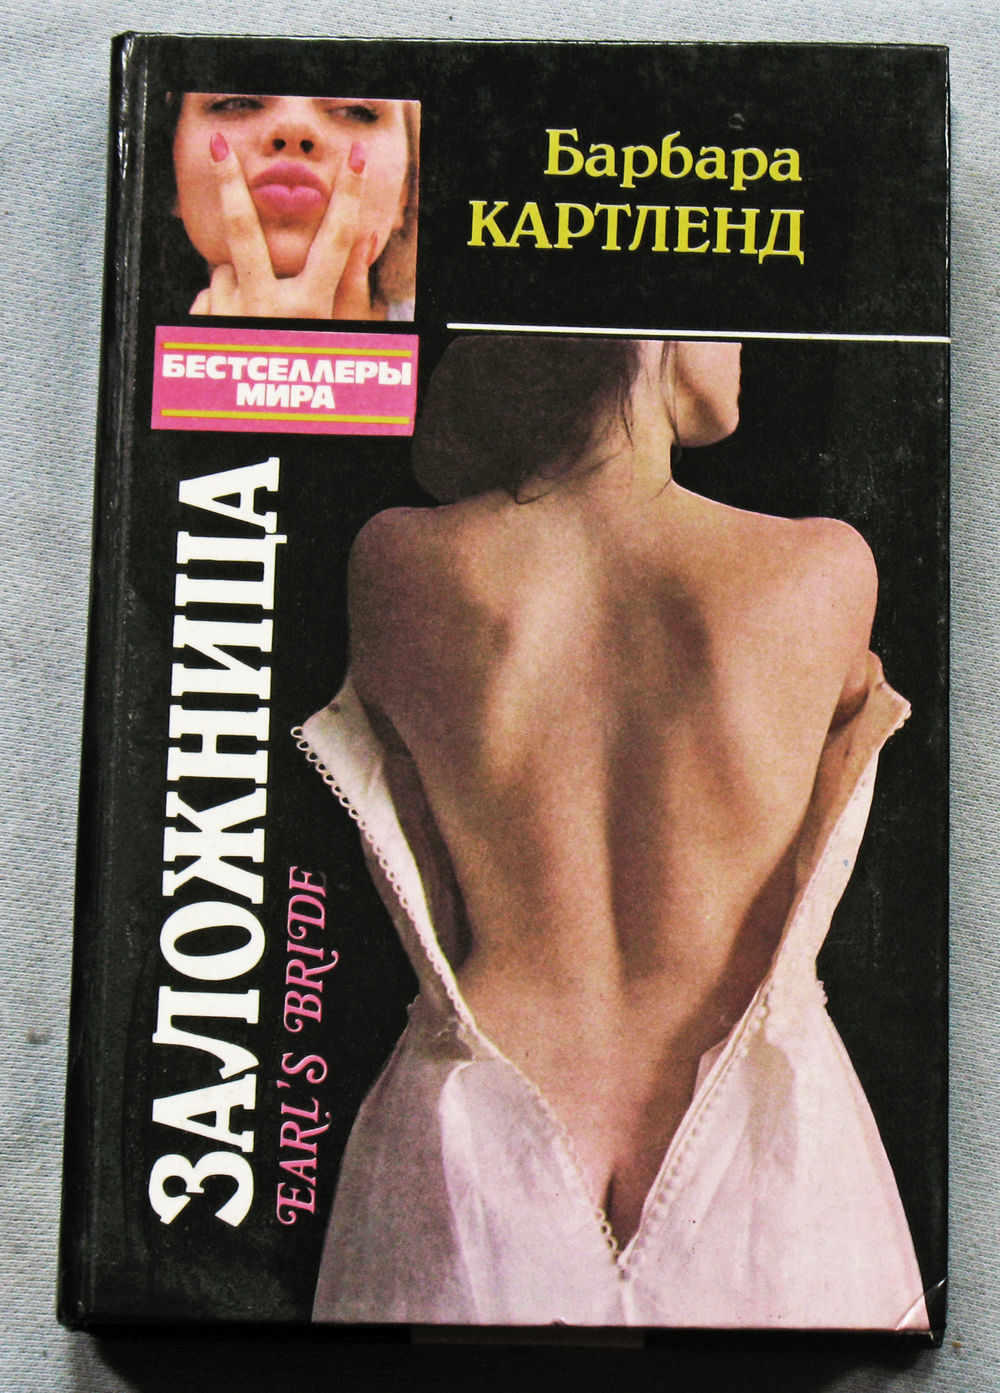 Барбара
КАРТЛЕНД
БЕСТСЕЛЛЕРЫ
МИРА
ЗАЛОЖНИЦА
EARL'S BRIDE